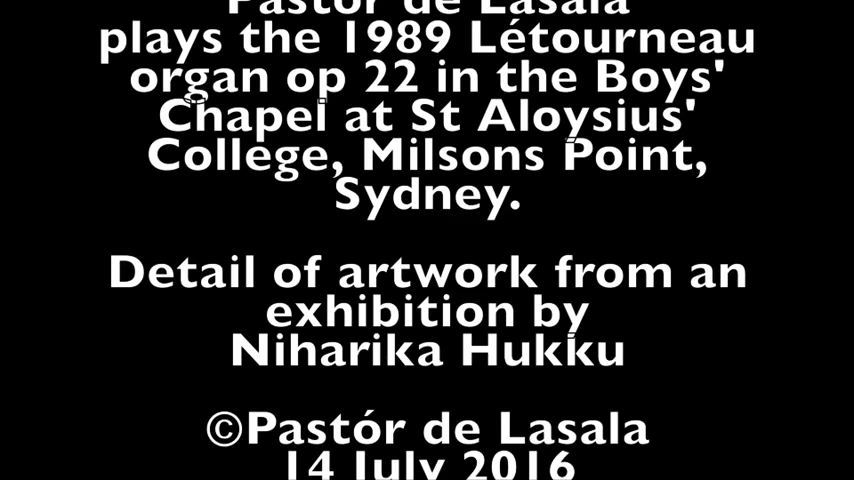 Pastór de Lasala
plays the 1989 Létourneau
organ op 22 in the Boys'
Chapel at St Aloysius'
College, Milsons Point,
Sydney.
Detail of artwork from an
exhibition by
Niharika Hukku
©Pastór de Lasala
14 July 2016